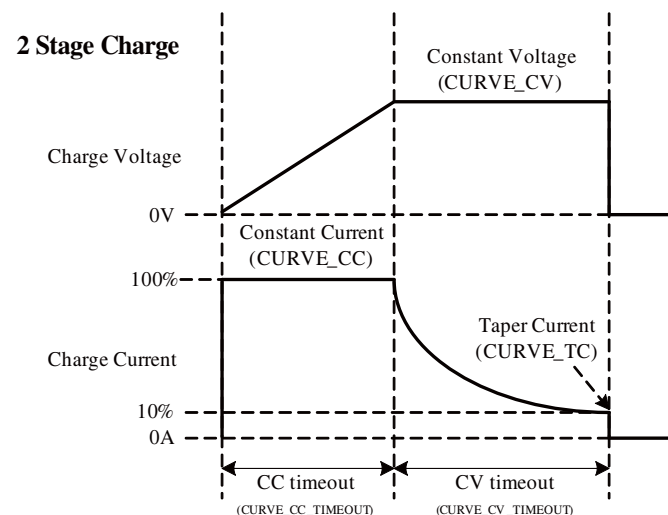 2 Stage Charge
Constant Voltage
(CURVE_CV)
Charge Voltage
0V
Constant Current
(CURVE_CC)
100%
Taper Current
(CURVE_TC)
Charge Current
10%
0A
CC timeout
(CURVE_CC_TIMEOUT)
CV timeout
(CURVE_CV_TIMEOUT)